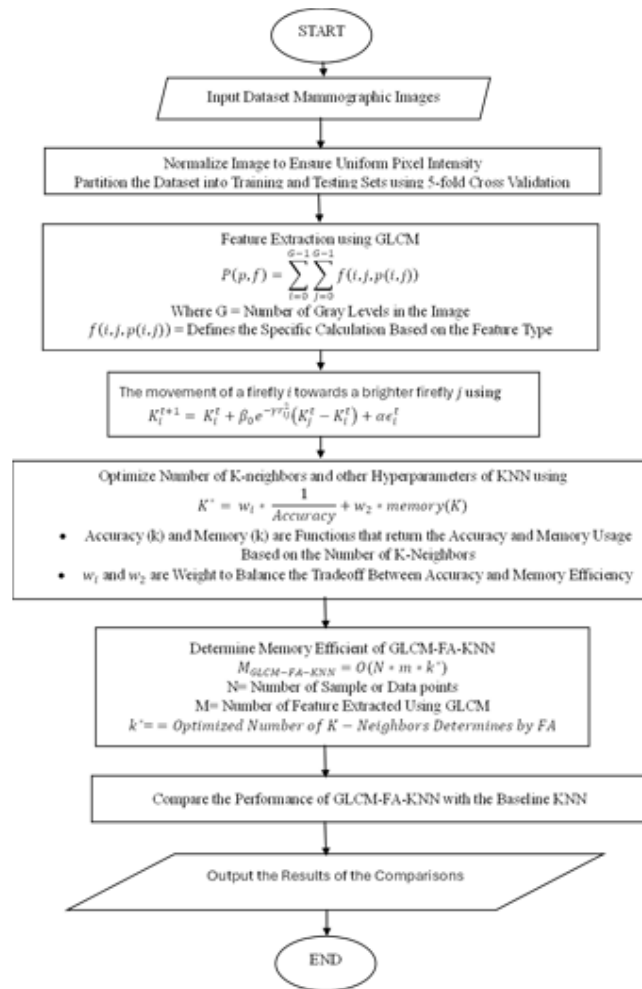 START
Input Dataset Mammographic Images
Normalize Image to Ensure Uniform Pixel Intensity
Partition the Dataset into Training and Testing Sets using 5-fold Cross Validation
Feature Extraction using GLCM
P(p,f) = \sum_{i=0}^{G-1} \sum_{j=0}^{G-1} f(i,j,p(i,j))
Where G = Number of Gray Levels in the Image
f(i,j,p(i,j)) = Defines the Specific Calculation Based on the Feature Type
The movement of a firefly i towards a brighter firefly j using
K_i^{t+1} = K_i^t + β_0 e^{-γr_{ij}^2}(K_j^t − K_i^t) + αϵ_i^t
Optimize Number of K-neighbors and other Hyperparameters of KNN using
K^* = w_1 * \frac{1}{Accuracy} + w_2 * memory(K)
• Accuracy (k) and Memory (k) are Functions that return the Accuracy and Memory Usage
Based on the Number of K-Neighbors
• w_1 and w_2 are Weight to Balance the Tradeoff Between Accuracy and Memory Efficiency
Determine Memory Efficient of GLCM-FA-KNN
M_{GLCM−FA−KNN} = O(N * m * k^*)
N= Number of Sample or Data points
M= Number of Feature Extracted Using GLCM
k^*= = Optimized Number of K − Neighbors Determines by FA
Compare the Performance of GLCM-FA-KNN with the Baseline KNN
Output the Results of the Comparisons
END